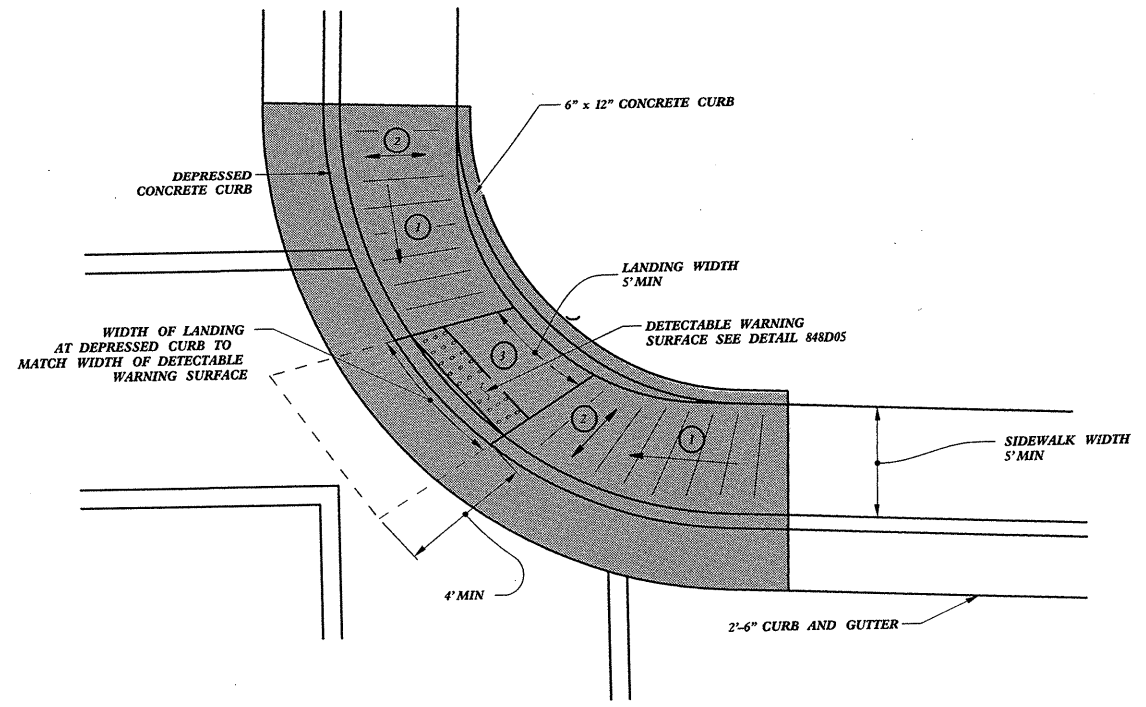 6" x 12" CONCRETE CURB
2
DEPRESSED
CONCRETE CURB
1
LANDING WIDTH
5' MIN
WIDTH OF LANDING
AT DEPRESSED CURB TO
MATCH WIDTH OF DETECTABLE
WARNING SURFACE
DETECTABLE WARNING
SURFACE SEE DETAIL 848D05
3
2
1
SIDEWALK WIDTH
5' MIN
4' MIN
2'-6" CURB AND GUTTER